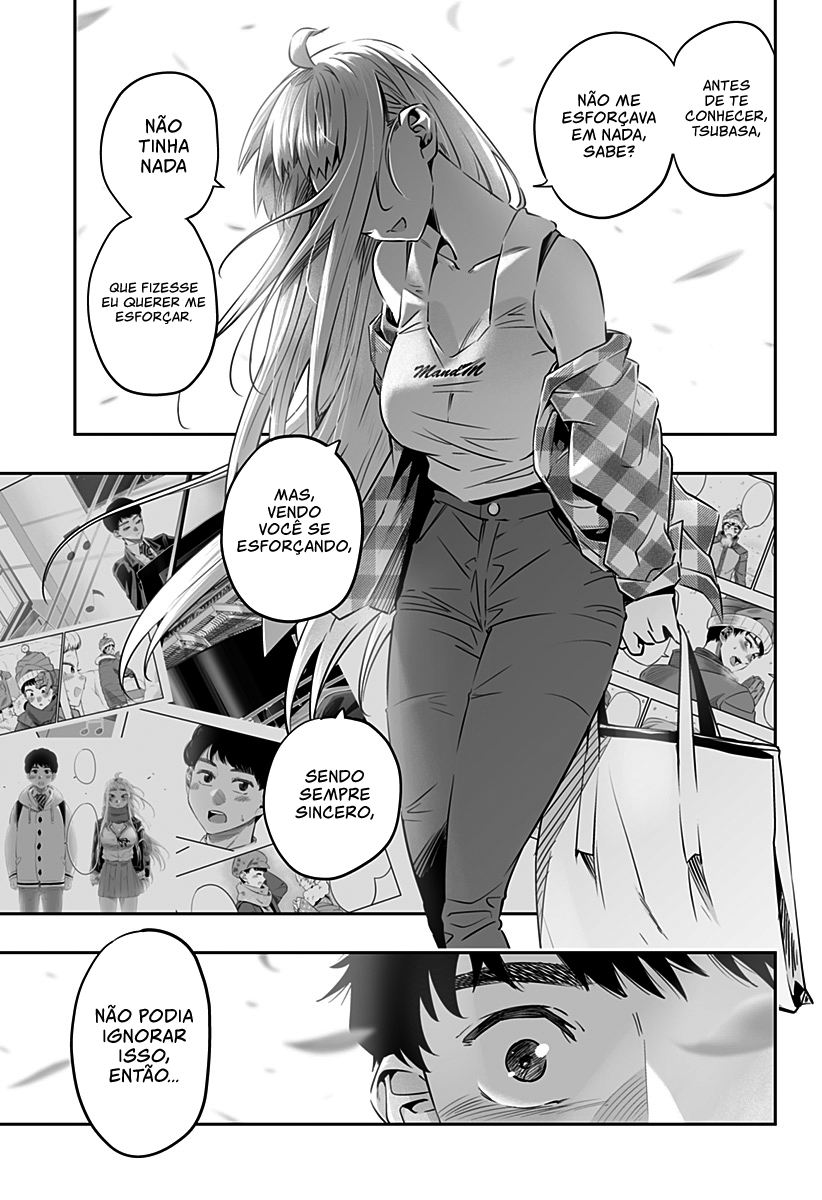 ANTES
DE TE
CONHECER,
TSUBASA,
NÃO ME
ESFORÇAVA
EM NADA,
SABE?
NÃO
TINHA
NADA
QUE FIZESSE
EU QUERER ME
ESFORÇAR.
MandM
MAS,
VENDO
VOCÊ SE
ESFORÇANDO,
SENDO
SEMPRE
SINCERO,
NÃO PODIA
IGNORAR
ISSO,
ENTÃO...